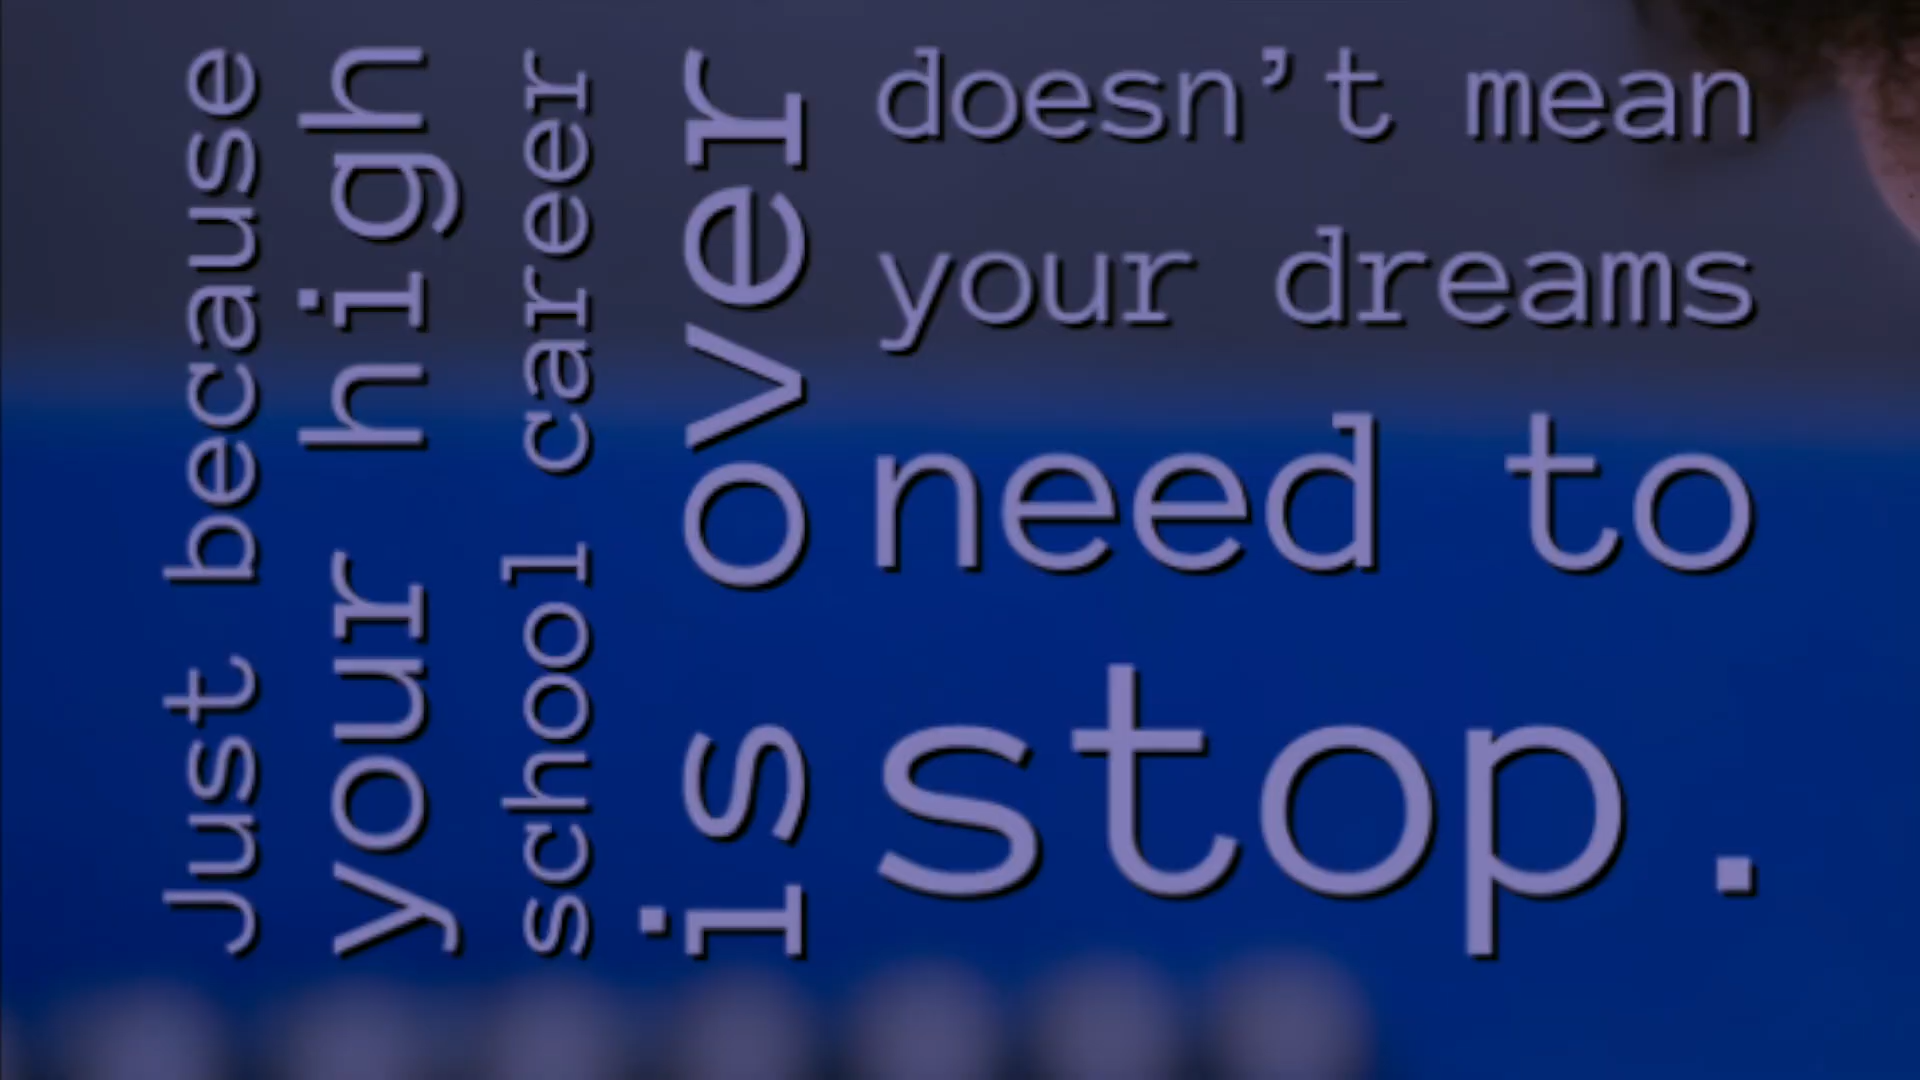 Just because
your high
school career
is over
doesn’t mean
your dreams
need to
stop.